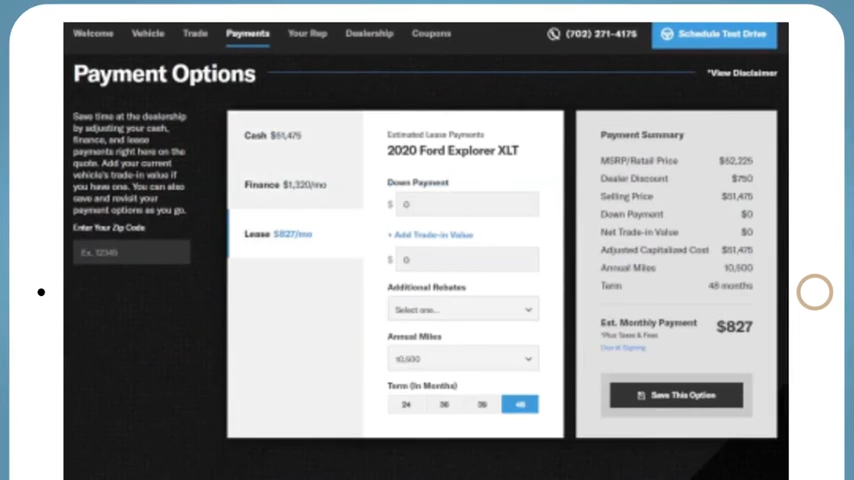 Welcome Vehicle Trade Payments Your Rep Dealership Coupons (702) 271-4175 Schedule Test Drive
Payment Options *View Disclaimer
Save time at the dealership
by adjusting your cash,
finance, and lease
payments right here on the
quote. Add your current
vehicle's trade-in value if
you have one. You can also
save and revisit your
payment options as you go.
Enter Your Zip Code
Ex. 12345
Cash $51,475
Finance $1,320/mo
Lease $827/mo
Estimated Lease Payments
2020 Ford Explorer XLT
Down Payment
$ 0
+ Add Trade-in Value
$ 0
Additional Rebates
Select one...
Annual Miles
10,500
Term (In Months)
24 36 39 48
Payment Summary
MSRP/Retail Price $52,225
Dealer Discount $750
Selling Price $51,475
Down Payment $0
Net Trade-in Value $0
Adjusted Capitalized Cost $51,475
Annual Miles 10,500
Term 48 months
Est. Monthly Payment $827
*Plus Taxes & Fees
Due at Signing
Save This Option